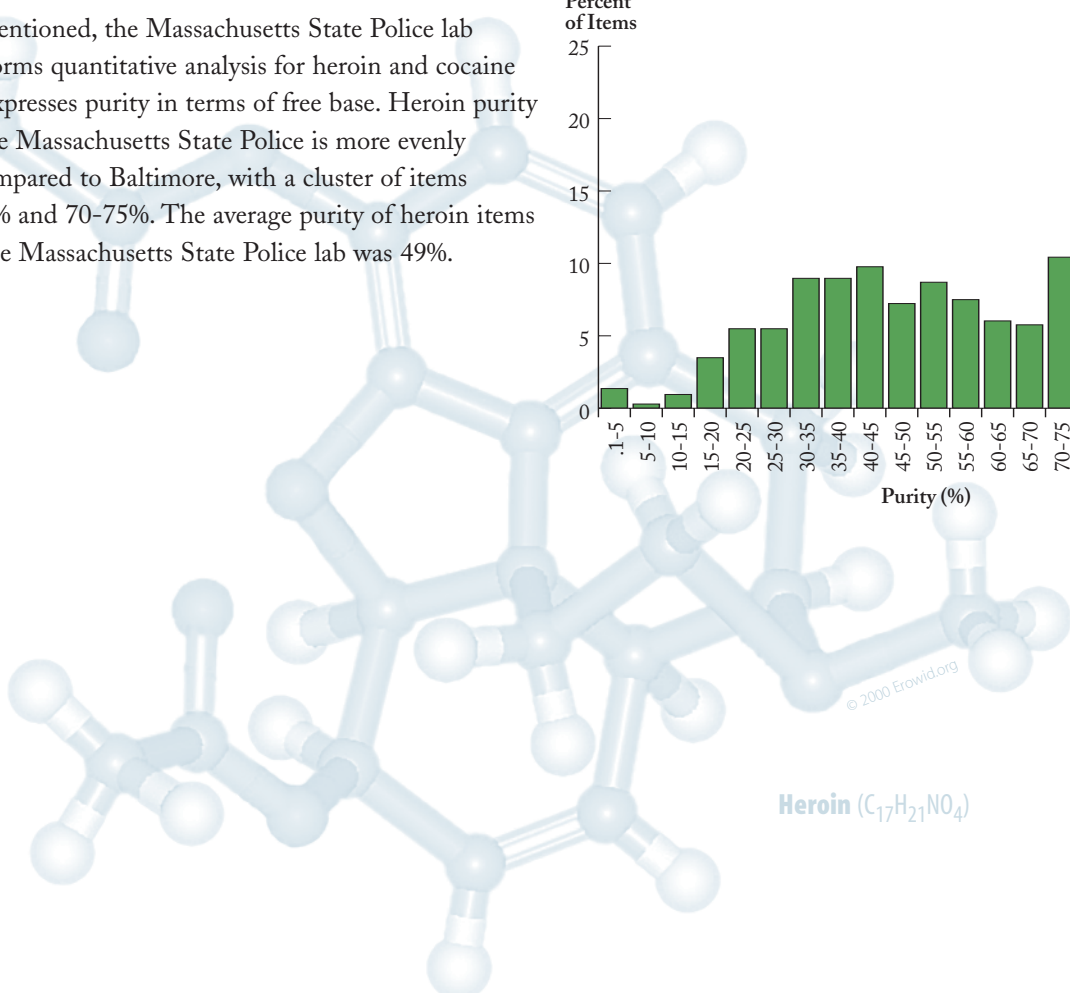 the Massachusetts State Police lab
quantitative analysis for heroin and cocaine
purity in terms of free base. Heroin purity
Massachusetts State Police is more evenly
to Baltimore, with a cluster of items
and 70-75%. The average purity of heroin items
Massachusetts State Police lab was 49%.
Percent
of Items
25
20
15
10
5
0
.1-5
5-10
10-15
15-20
20-25
25-30
30-35
35-40
40-45
45-50
50-55
55-60
60-65
65-70
70-75
Purity (%)
© 2000 Erowid.org
Heroin (C17H21NO4)